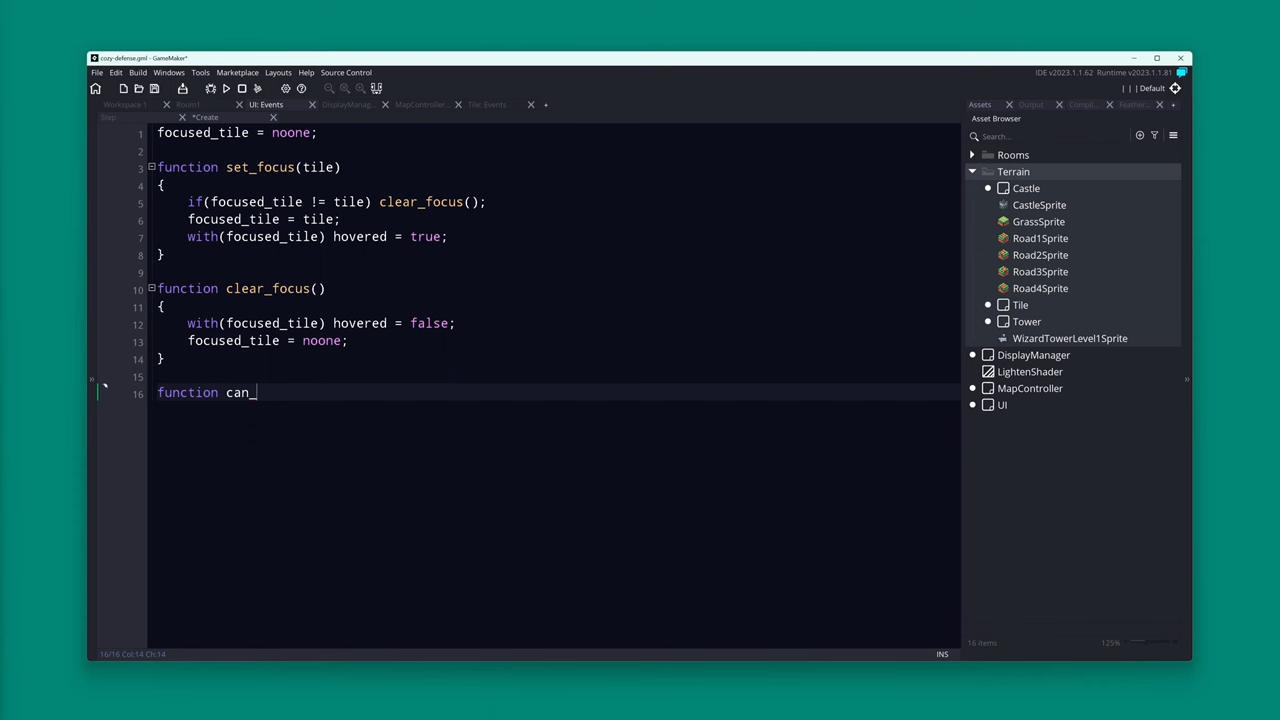 cozy-defense.gml - GameMaker*
File Edit Build Windows Tools Marketplace Layouts Help Source Control
IDE v2023.1.1.62 Runtime v2023.1.1.81
| | | Default
Workspace 1 Room1 UI: Events DisplayManag... MapController... Tile: Events
Step *Create
1 focused_tile = noone;
2
3 function set_focus(tile)
4 {
5 if(focused_tile != tile) clear_focus();
6 focused_tile = tile;
7 with(focused_tile) hovered = true;
8 }
9
10 function clear_focus()
11 {
12 with(focused_tile) hovered = false;
13 focused_tile = noone;
14 }
15
16 function can_
16/16 Col:14 Ch:14
INS
Assets Output Compil... Feather...
Asset Browser
Search...
Rooms
Terrain
Castle
CastleSprite
GrassSprite
Road1Sprite
Road2Sprite
Road3Sprite
Road4Sprite
Tile
Tower
WizardTowerLevel1Sprite
DisplayManager
LightenShader
MapController
UI
16 items
125%